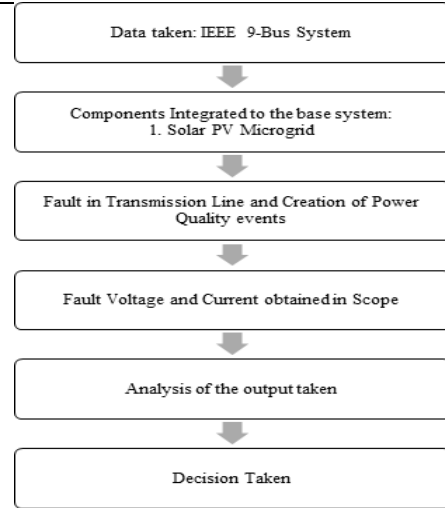 Data taken: IEEE 9-Bus System
Components Integrated to the base system:
1. Solar PV Microgrid
Fault in Transmission Line and Creation of Power
Quality events
Fault Voltage and Current obtained in Scope
Analysis of the output taken
Decision Taken